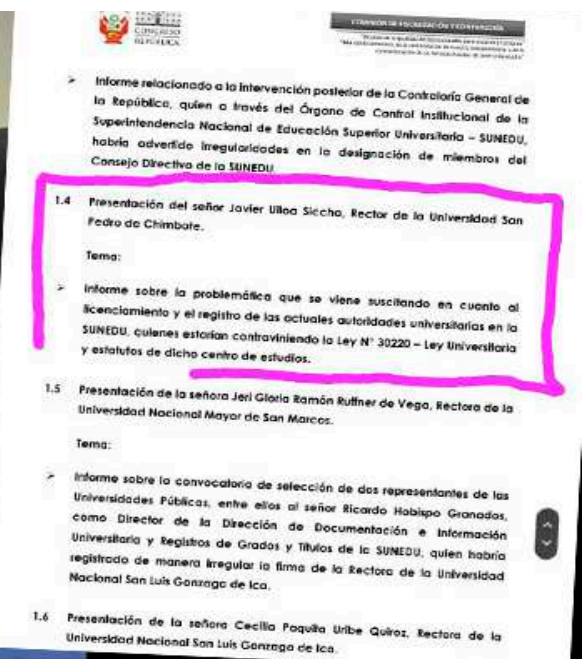 CONGRESO
REPÚBLICA
COMISIÓN DE FISCALIZACIÓN Y CONTRALORÍA
➢ Informe relacionado a la intervención posterior de la Contraloría General de
la República, quien a través del Órgano de Control Institucional de la
Superintendencia Nacional de Educación Superior Universitaria – SUNEDU,
habría advertido irregularidades en la designación de miembros del
Consejo Directivo de la SUNEDU.
1.4 Presentación del señor Javier Ulloa Siccha, Rector de la Universidad San
Pedro de Chimbote.
Tema:
➢ Informe sobre la problemática que se viene suscitando en cuanto al
licenciamiento y el registro de las actuales autoridades universitarias en la
SUNEDU, quienes estarían contraviniendo la Ley N° 30220 – Ley Universitaria
y estatutos de dicho centro de estudios.
1.5 Presentación de la señora Jeri Gloria Ramón Ruffner de Vega, Rectora de la
Universidad Nacional Mayor de San Marcos.
Tema:
➢ Informe sobre la convocatoria de selección de dos representantes de las
Universidades Públicas, entre ellos al señor Ricardo Hobispo Granados,
como Director de la Dirección de Documentación e Información
Universitaria y Registros de Grados y Títulos de la SUNEDU, quien habría
registrado de manera irregular la firma de la Rectora de la Universidad
Nacional San Luis Gonzaga de Ica.
1.6 Presentación de la señora Cecilia Paquita Uribe Quiroz, Rectora de la
Universidad Nacional San Luis Gonzaga de Ica.